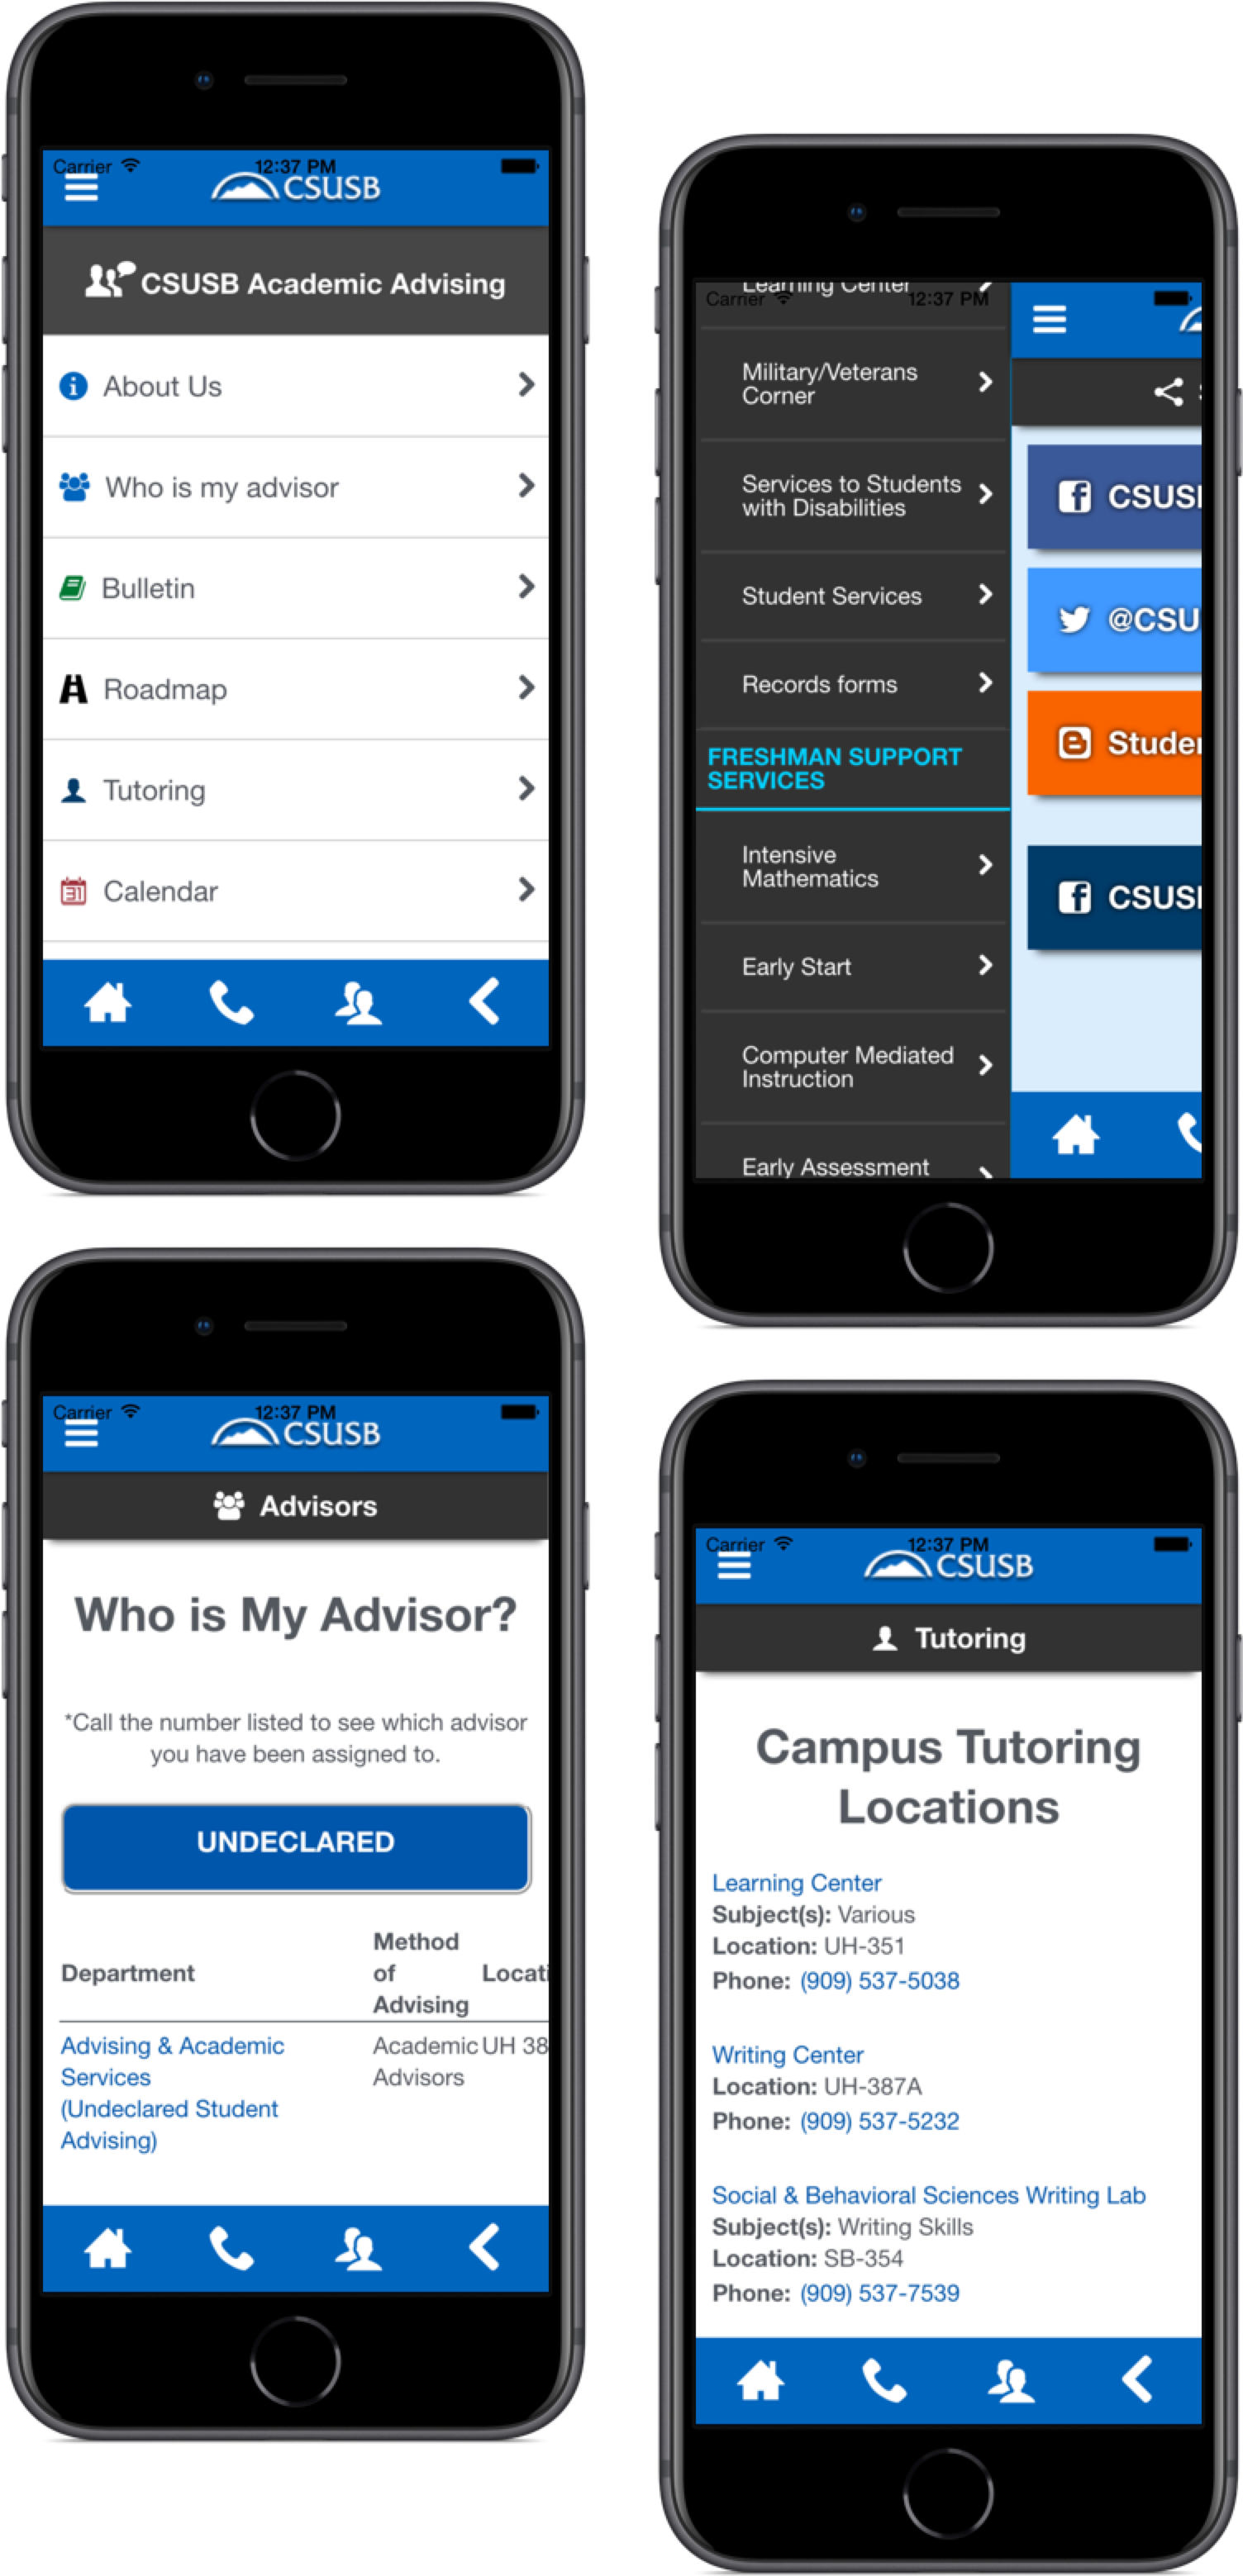 Carrier 12:37 PM
CSUSB
CSUSB Academic Advising
About Us
Who is my advisor
Bulletin
Roadmap
Tutoring
31 Calendar
Learning Center
Carrier 12:37 PM
Military/Veterans
Corner
Services to Students
with Disabilities
Student Services
Records forms
FRESHMAN SUPPORT
SERVICES
Intensive
Mathematics
Early Start
Computer Mediated
Instruction
Early Assessment
CSUS
@CSU
Stude
CSUS
Carrier 12:37 PM
CSUSB
Advisors
Who is My Advisor?
*Call the number listed to see which advisor
you have been assigned to.
UNDECLARED
Method
Department of Locati
Advising
Advising & Academic Academic UH 38
Services Advisors
(Undeclared Student
Advising)
Carrier 12:37 PM
CSUSB
Tutoring
Campus Tutoring
Locations
Learning Center
Subject(s): Various
Location: UH-351
Phone: (909) 537-5038
Writing Center
Location: UH-387A
Phone: (909) 537-5232
Social & Behavioral Sciences Writing Lab
Subject(s): Writing Skills
Location: SB-354
Phone: (909) 537-7539